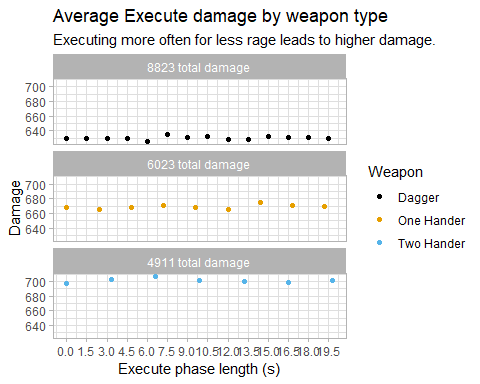 Average Execute damage by weapon type
Executing more often for less rage leads to higher damage.
8823 total damage
700
680
660
640
6023 total damage
700
680
660
640
4911 total damage
700
680
660
640
Damage
0.0 1.5 3.0 4.5 6.0 7.5 9.0 10.5 12.0 13.5 15.0 16.5 18.0 19.5
Execute phase length (s)
Weapon
Dagger
One Hander
Two Hander